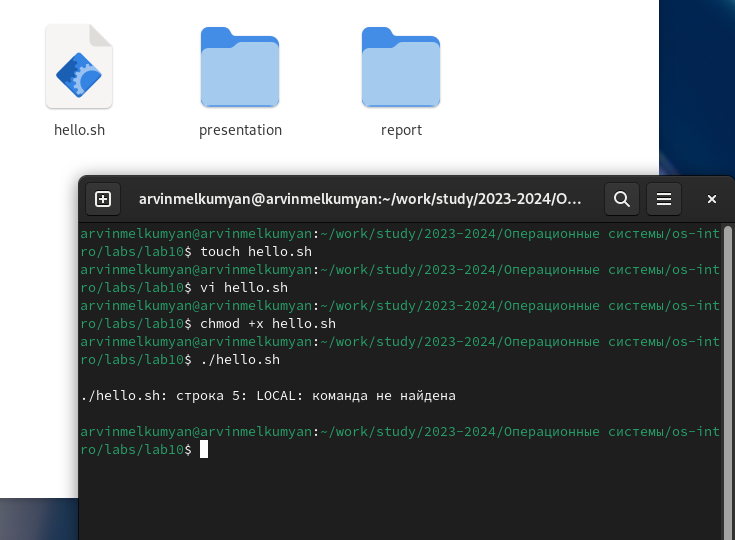 hello.sh
presentation
report
arvinmelkumyan@arvinmelkumyan:~/work/study/2023-2024/О...
arvinmelkumyan@arvinmelkumyan:~/work/study/2023-2024/Операционные системы/os-int
ro/labs/lab10$ touch hello.sh
arvinmelkumyan@arvinmelkumyan:~/work/study/2023-2024/Операционные системы/os-int
ro/labs/lab10$ vi hello.sh
arvinmelkumyan@arvinmelkumyan:~/work/study/2023-2024/Операционные системы/os-int
ro/labs/lab10$ chmod +x hello.sh
arvinmelkumyan@arvinmelkumyan:~/work/study/2023-2024/Операционные системы/os-int
ro/labs/lab10$ ./hello.sh
./hello.sh: строка 5: LOCAL: команда не найдена
arvinmelkumyan@arvinmelkumyan:~/work/study/2023-2024/Операционные системы/os-int
ro/labs/lab10$